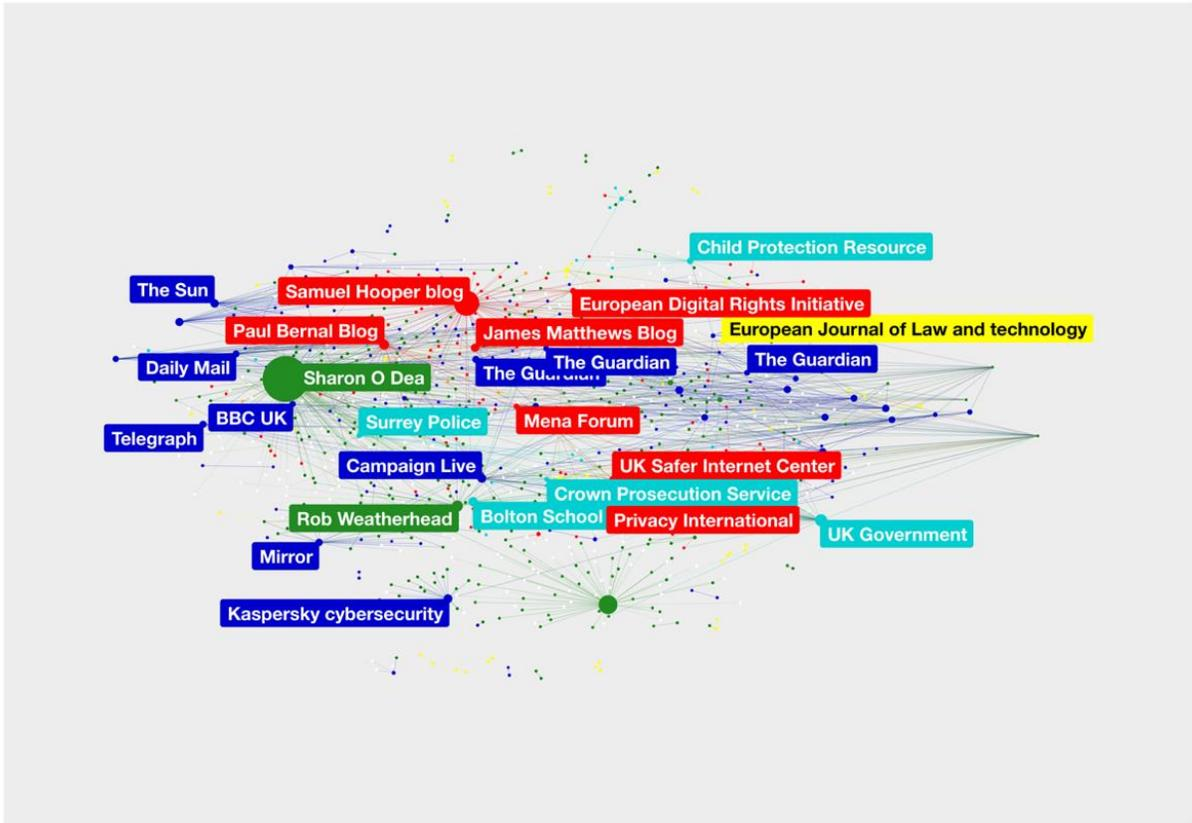 Child Protection Resource
The Sun
Samuel Hooper blog
European Digital Rights Initiative
Paul Bernal Blog
James Matthews Blog
European Journal of Law and technology
Daily Mail
The Guardian
The Guardian
The Guardian
Sharon O Dea
BBC UK
Surrey Police
Mena Forum
Telegraph
Campaign Live
UK Safer Internet Center
Crown Prosecution Service
Rob Weatherhead
Bolton School
Privacy International
UK Government
Mirror
Kaspersky cybersecurity